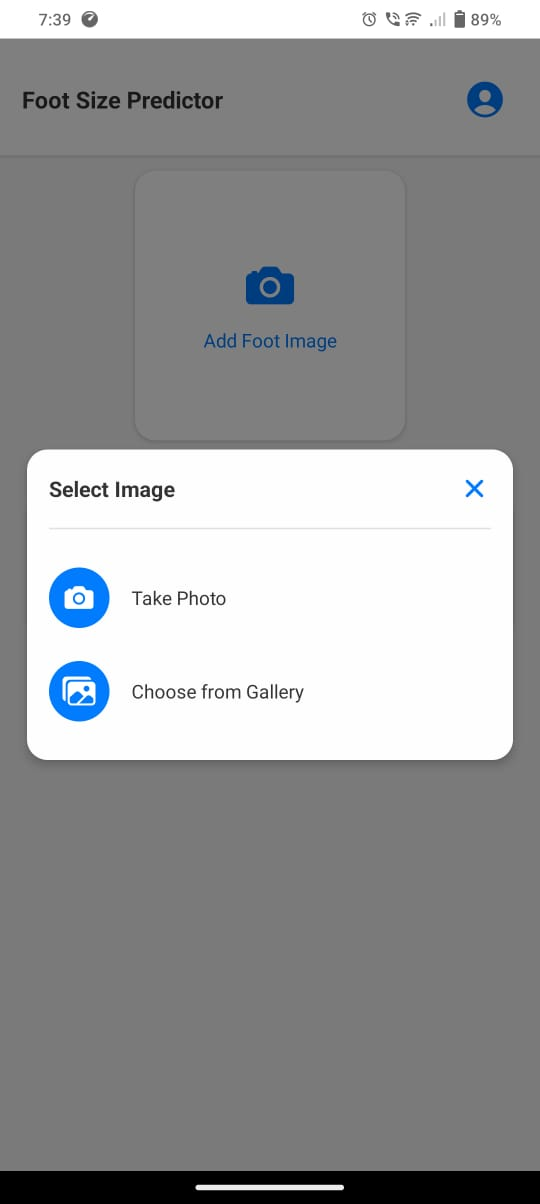 7:39
89%
Foot Size Predictor
Add Foot Image
Select Image
Take Photo
Choose from Gallery